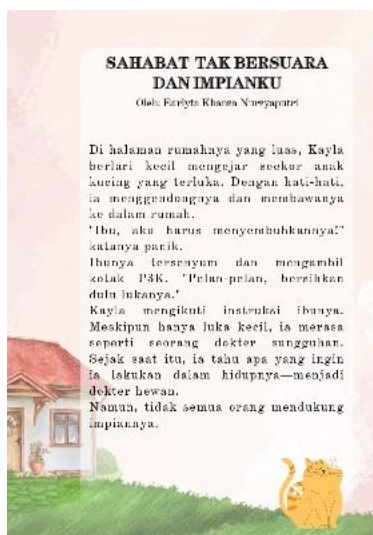 SAHABAT TAK BERSUARA
DAN IMPIANKU
Oleh: Earlyta Khanza Nursyaputri
Di halaman rumahnya yang luas, Kayla
berlari kecil mengejar seekor anak
kucing yang terluka. Dengan hati-hati,
ia menggendongnya dan membawanya
ke dalam rumah.
"Ibu, aku harus menyembuhkannya!"
katanya panik.
Ibunya tersenyum dan mengambil
kotak P3K. "Pelan-pelan, bersihkan
dulu lukanya."
Kayla mengikuti instruksi ibunya.
Meskipun hanya luka kecil, ia merasa
seperti seorang dokter sungguhan.
Sejak saat itu, ia tahu apa yang ingin
ia lakukan dalam hidupnya—menjadi
dokter hewan.
Namun, tidak semua orang mendukung
impiannya.